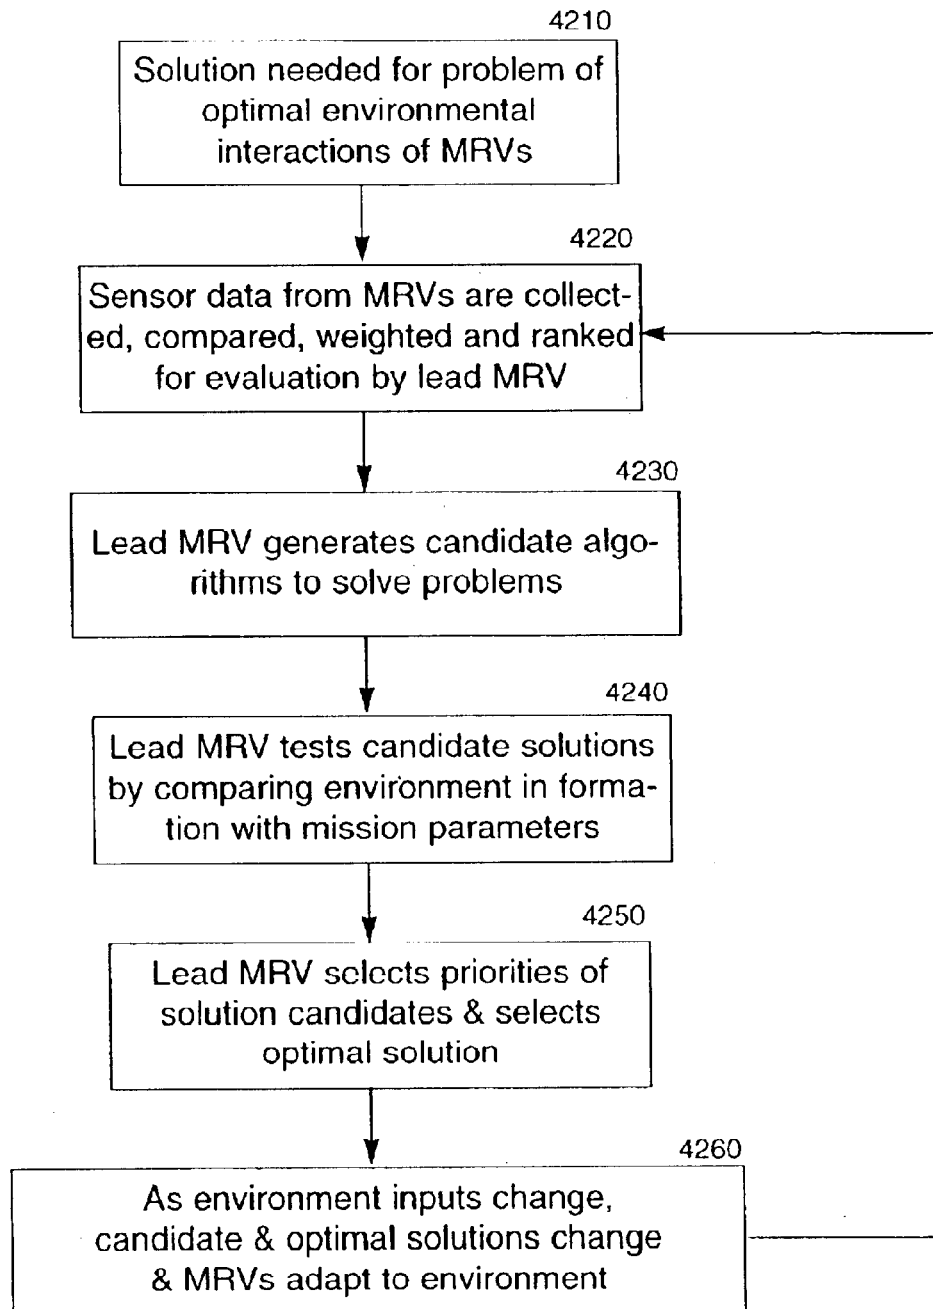 4210
Solution needed for problem of
optimal environmental
interactions of MRVs
4220
Sensor data from MRVs are collect-
ed, compared, weighted and ranked
for evaluation by lead MRV
4230
Lead MRV generates candidate algo-
rithms to solve problems
4240
Lead MRV tests candidate solutions
by comparing environment in forma-
tion with mission parameters
4250
Lead MRV selects priorities of
solution candidates & selects
optimal solution
4260
As environment inputs change,
candidate & optimal solutions change
& MRVs adapt to environment